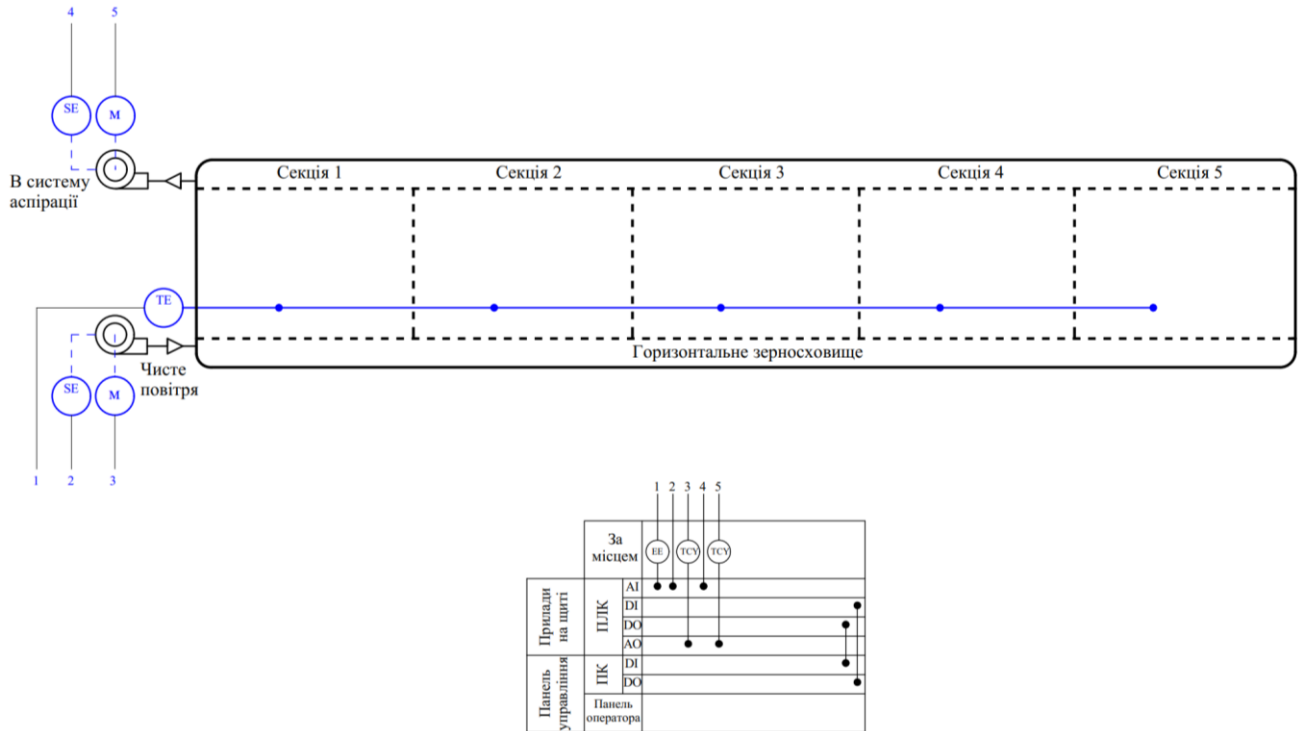 4 5
SE M
В систему
аспірації
Секція 1 Секція 2 Секція 3 Секція 4 Секція 5
TE
Горизонтальне зерносховище
Чисте
повітря
SE M
1 2 3
1 2 3 4 5
За
місцем
EE TCY TCY
Прилади
на щиті
ПЛК
AI
DI
DO
AO
Панель
управління
ПК
DI
DO
Панель
оператора